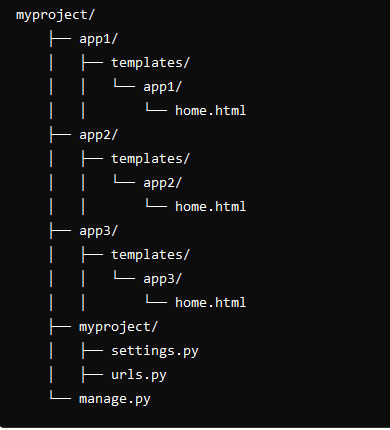 myproject/
├── app1/
│   ├── templates/
│   │   └── app1/
│   │       └── home.html
├── app2/
│   ├── templates/
│   │   └── app2/
│   │       └── home.html
├── app3/
│   ├── templates/
│   │   └── app3/
│   │       └── home.html
├── myproject/
│   ├── settings.py
│   ├── urls.py
└── manage.py